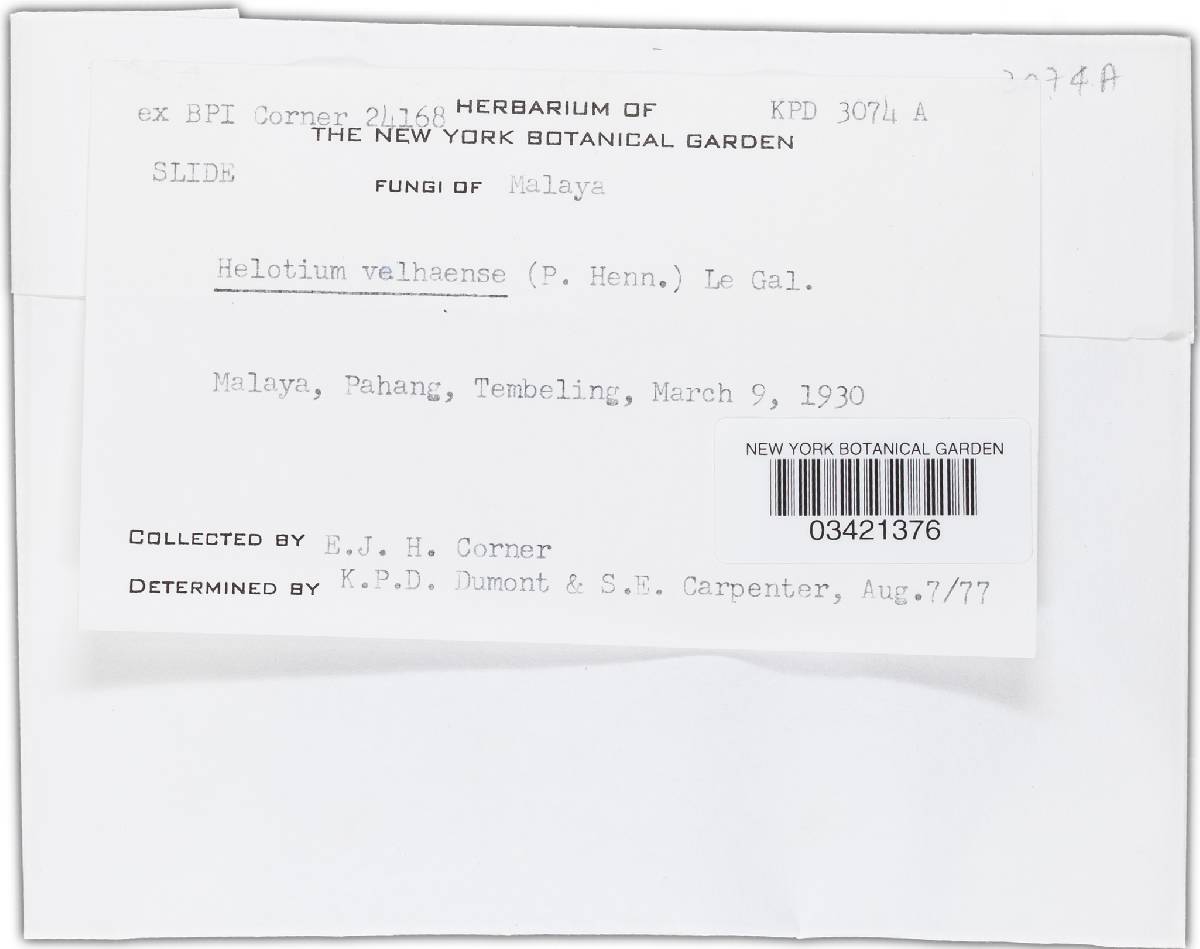 3074 A
ex BPI Corner 24168 HERBARIUM OF KPD 3074 A
THE NEW YORK BOTANICAL GARDEN
SLIDE
FUNGI OF Malaya
Helotium velhaense (P. Henn.) Le Gal.
Malaya, Pahang, Tembeling, March 9, 1930
NEW YORK BOTANICAL GARDEN
03421376
COLLECTED BY E.J. H. Corner
DETERMINED BY K.P.D. Dumont & S.E. Carpenter, Aug.7/77